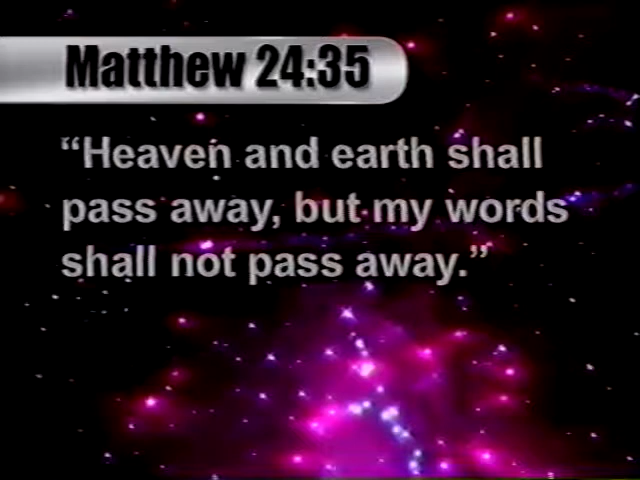 Matthew 24:35
“Heaven and earth shall
pass away, but my words
shall not pass away.”